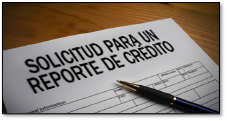 SOLICITUD PARA UN
REPORTE DE CRÉDITO